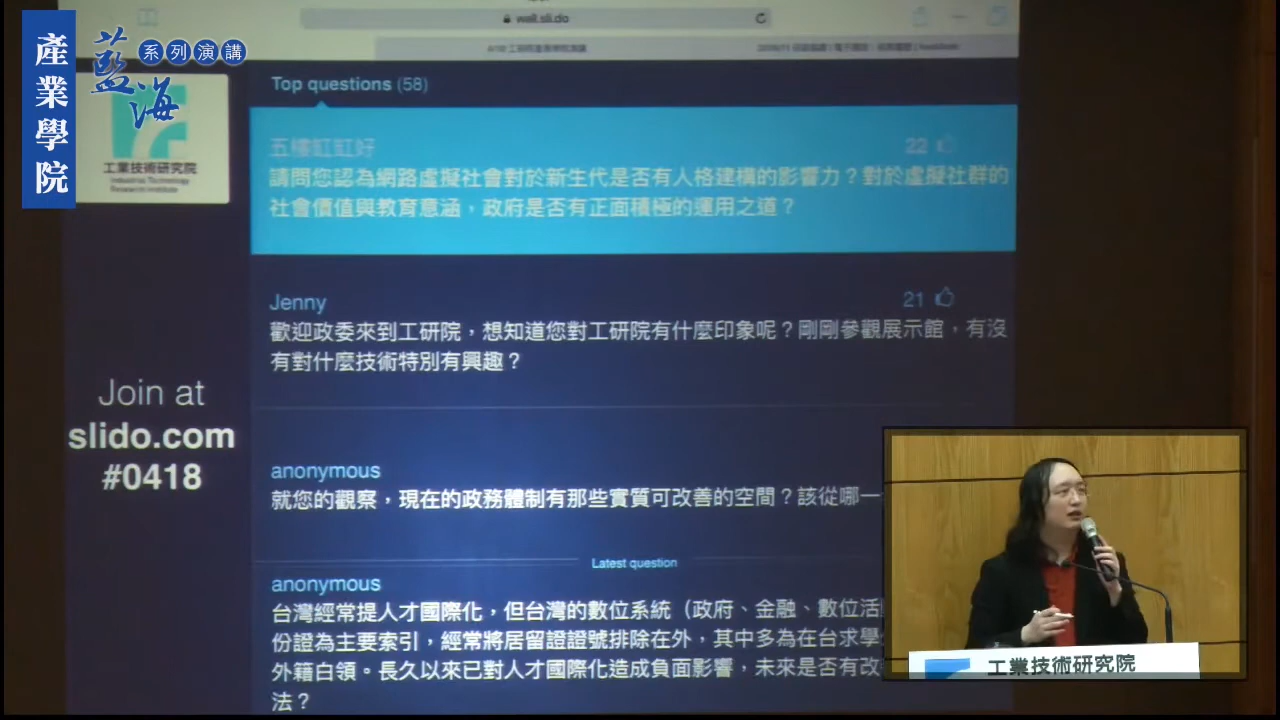 產業學院
藍海
系列演講
wall.sli.do
工業技術研究院
Industrial Technology
Research Institute
Join at
slido.com
#0418
Top questions (58)
五樓缸缸好
22
請問您認為網路虛擬社會對於新生代是否有人格建構的影響力？對於虛擬社群的
社會價值與教育意涵，政府是否有正面積極的運用之道？
Jenny
21
歡迎政委來到工研院，想知道您對工研院有什麼印象呢？剛剛參觀展示館，有沒
有對什麼技術特別有興趣？
anonymous
就您的觀察，現在的政務體制有那些實質可改善的空間？該從哪一
Latest question
anonymous
台灣經常提人才國際化，但台灣的數位系統（政府、金融、數位活
份證為主要索引，經常將居留證證號排除在外，其中多為在台求學
外籍白領。長久以來已對人才國際化造成負面影響，未來是否有改
法？
工業技術研究院